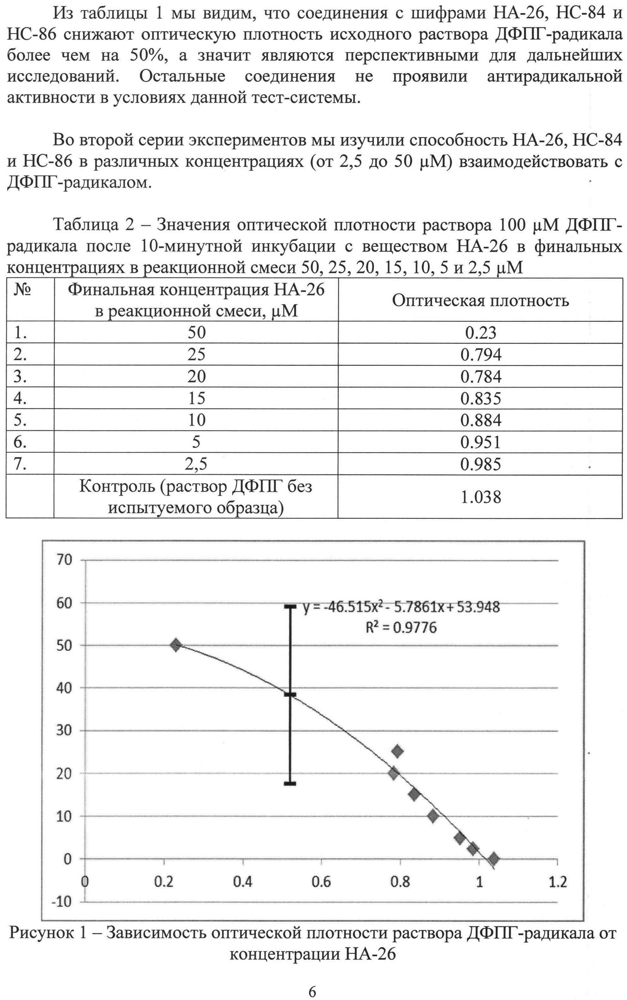 Из таблицы 1 мы видим, что соединения с шифрами НА-26, НС-84 и
НС-86 снижают оптическую плотность исходного раствора ДФПГ-радикала
более чем на 50%, а значит являются перспективными для дальнейших
исследований. Остальные соединения не проявили антирадикальной
активности в условиях данной тест-системы.
Во второй серии экспериментов мы изучили способность НА-26, НС-84
и НС-86 в различных концентрациях (от 2,5 до 50 µМ) взаимодействовать с
ДФПГ-радикалом.
Таблица 2 – Значения оптической плотности раствора 100 µМ ДФПГ-
радикала после 10-минутной инкубации с веществом НА-26 в финальных
концентрациях в реакционной смеси 50, 25, 20, 15, 10, 5 и 2,5 µМ
№ Финальная концентрация НА-26
в реакционной смеси, µМ
Оптическая плотность
1. 50 0.23
2. 25 0.794
3. 20 0.784
4. 15 0.835
5. 10 0.884
6. 5 0.951
7. 2,5 0.985
Контроль (раствор ДФПГ без
испытуемого образца)
1.038
70
60
y = -46.515x² - 5.7861x + 53.948
R² = 0.9776
50
40
30
20
10
0
0 0.2 0.4 0.6 0.8 1 1.2
-10
Рисунок 1 – Зависимость оптической плотности раствора ДФПГ-радикала от
концентрации НА-26
6